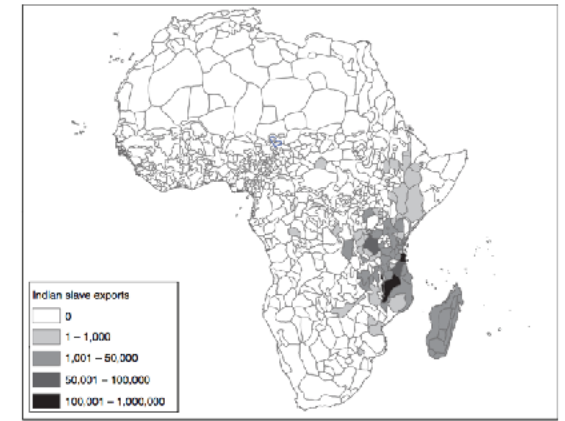 Indian slave exports
0
1 – 1,000
1,001 – 50,000
50,001 – 100,000
100,001 – 1,000,000